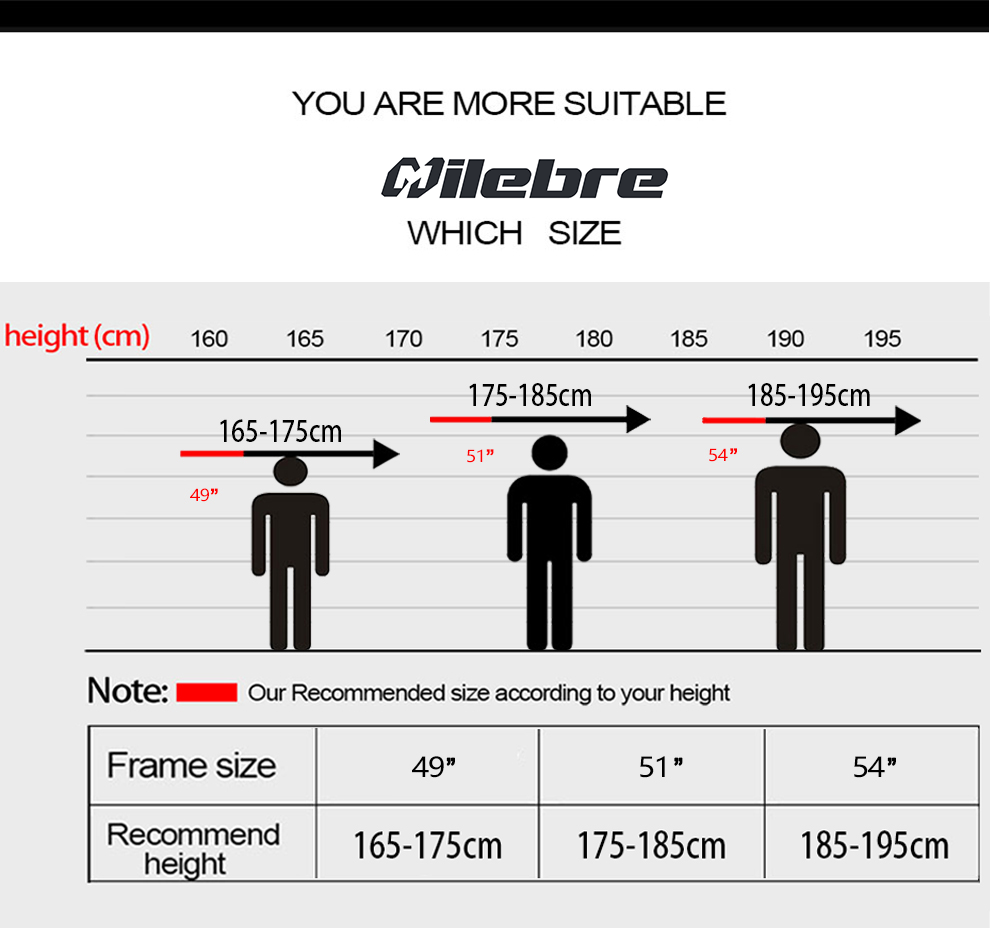 YOU ARE MORE SUITABLE
Milebre
WHICH SIZE
height (cm) 160 165 170 175 180 185 190 195
175-185cm 185-195cm
165-175cm
51” 54”
49”
Note: Our Recommended size according to your height
Frame size 49” 51” 54”
Recommend height 165-175cm 175-185cm 185-195cm